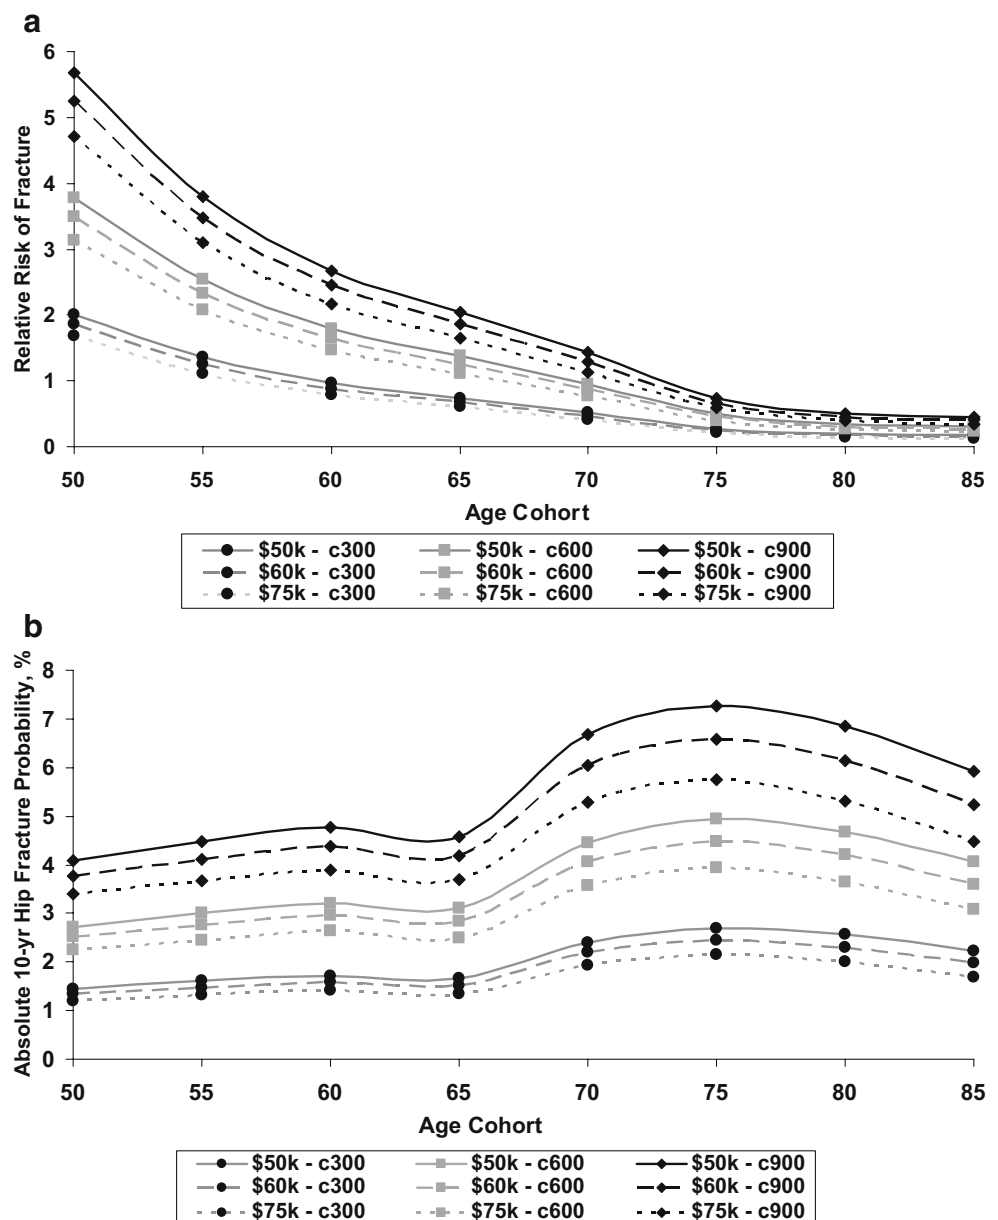 a
Relative Risk of Fracture
6
5
4
3
2
1
0
50 55 60 65 70 75 80 85
Age Cohort
$50k - c300 $50k - c600 $50k - c900
$60k - c300 $60k - c600 $60k - c900
$75k - c300 $75k - c600 $75k - c900
b
Absolute 10-yr Hip Fracture Probability, %
8
7
6
5
4
3
2
1
0
50 55 60 65 70 75 80 85
Age Cohort
$50k - c300 $50k - c600 $50k - c900
$60k - c300 $60k - c600 $60k - c900
$75k - c300 $75k - c600 $75k - c900